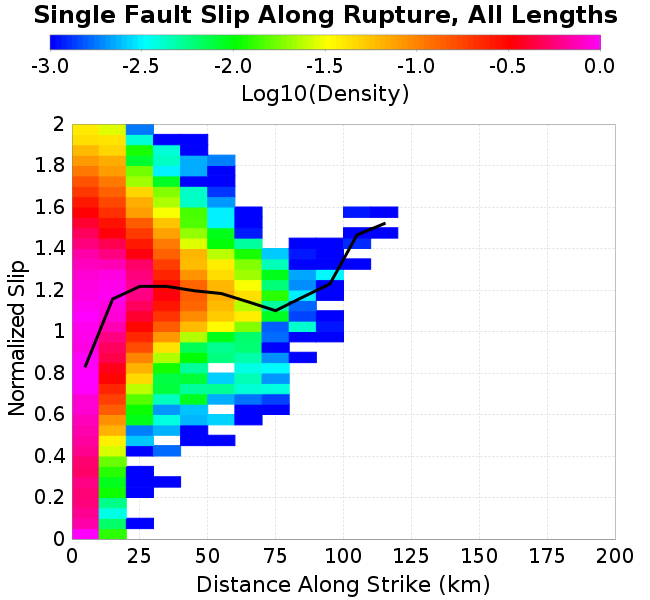 Single Fault Slip Along Rupture, All Lengths
-3.0 -2.5 -2.0 -1.5 -1.0 -0.5 0.0
Log10(Density)
Normalized Slip
2
1.8
1.6
1.4
1.2
1
0.8
0.6
0.4
0.2
0
0 25 50 75 100 125 150 175 200
Distance Along Strike (km)